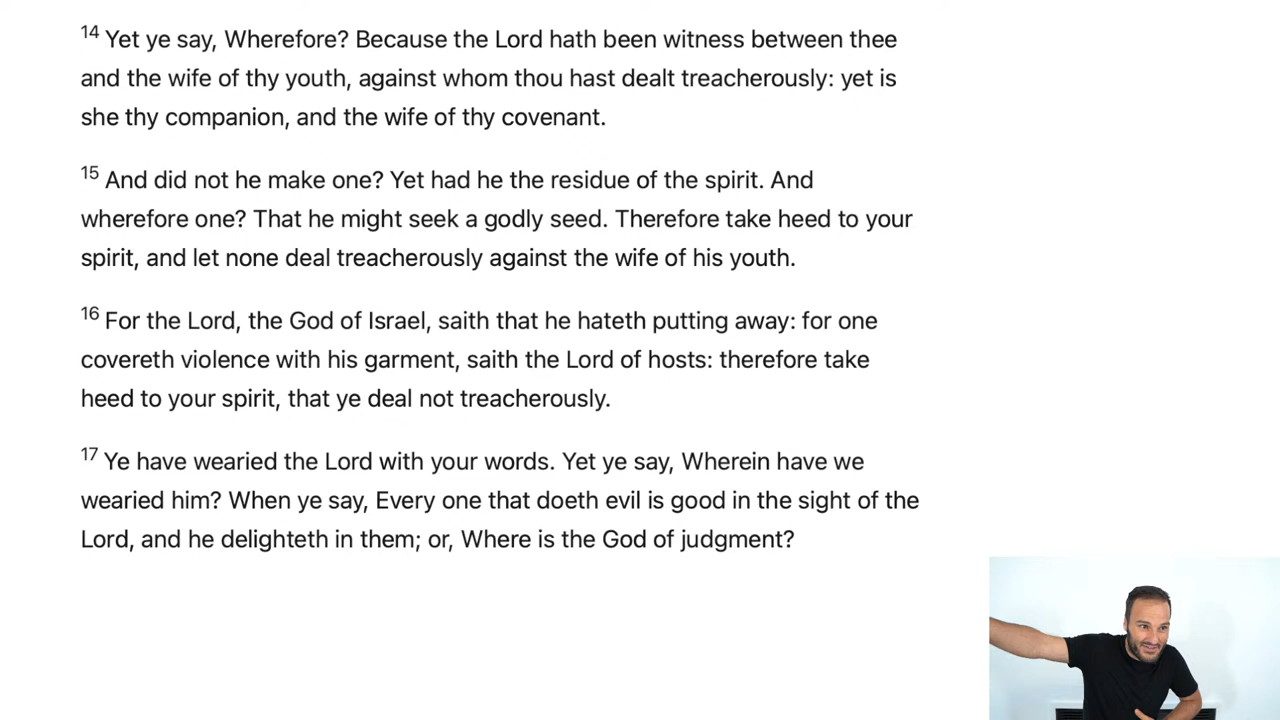 14 Yet ye say, Wherefore? Because the Lord hath been witness between thee
and the wife of thy youth, against whom thou hast dealt treacherously: yet is
she thy companion, and the wife of thy covenant.
15 And did not he make one? Yet had he the residue of the spirit. And
wherefore one? That he might seek a godly seed. Therefore take heed to your
spirit, and let none deal treacherously against the wife of his youth.
16 For the Lord, the God of Israel, saith that he hateth putting away: for one
covereth violence with his garment, saith the Lord of hosts: therefore take
heed to your spirit, that ye deal not treacherously.
17 Ye have wearied the Lord with your words. Yet ye say, Wherein have we
wearied him? When ye say, Every one that doeth evil is good in the sight of the
Lord, and he delighteth in them; or, Where is the God of judgment?